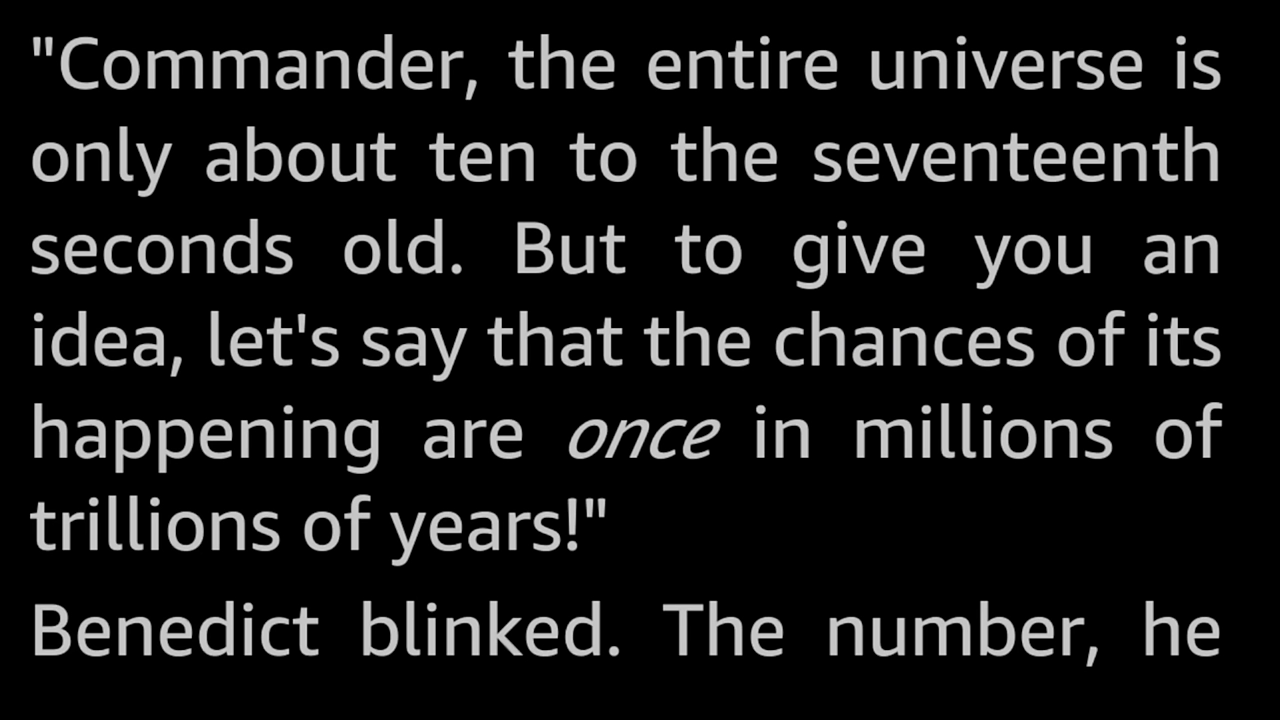 "Commander, the entire universe is
only about ten to the seventeenth
seconds old. But to give you an
idea, let's say that the chances of its
happening are once in millions of
trillions of years!"
Benedict blinked. The number, he